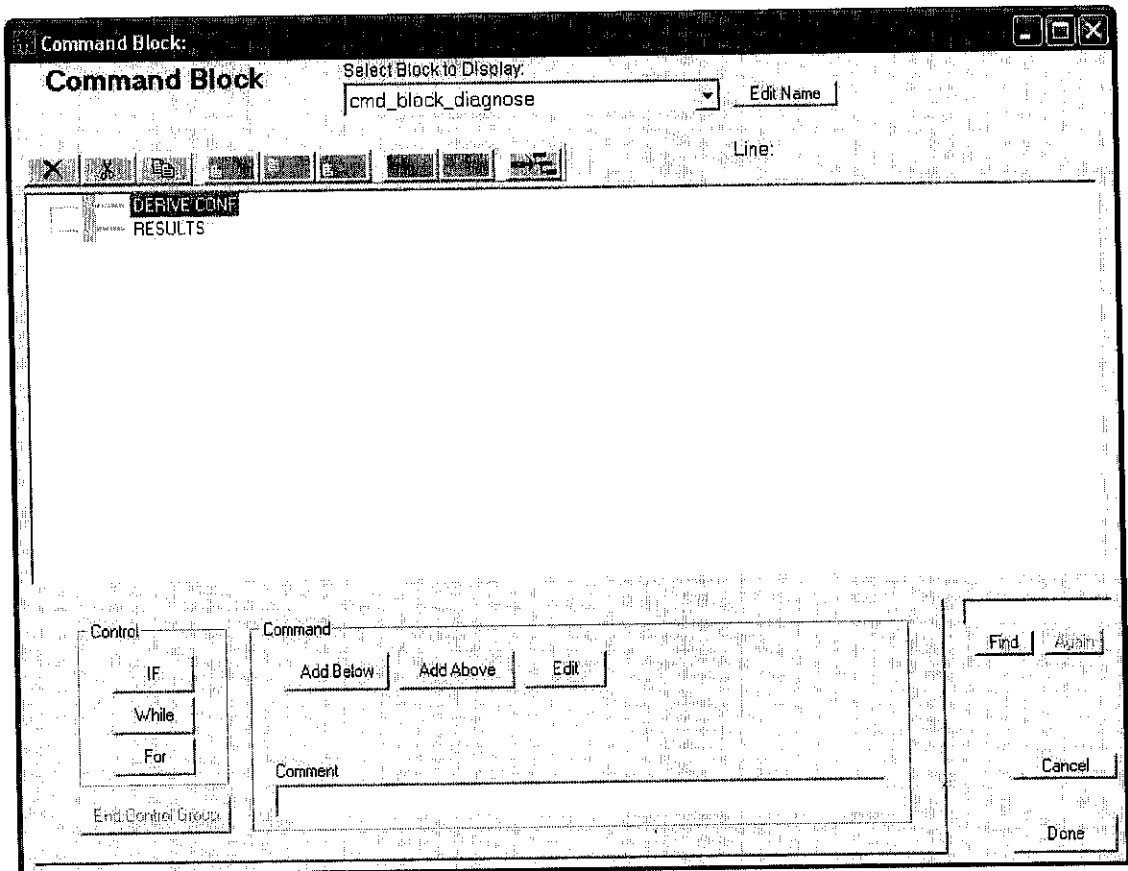 Command Block:
Command Block
Select Block to Display:
cmd_block_diagnose
Edit Name
Line:
DERIVE CONF
RESULTS
Control
IF
While
For
End Control Group
Command
Add Below
Add Above
Edit
Comment
Find
Again
Cancel
Done